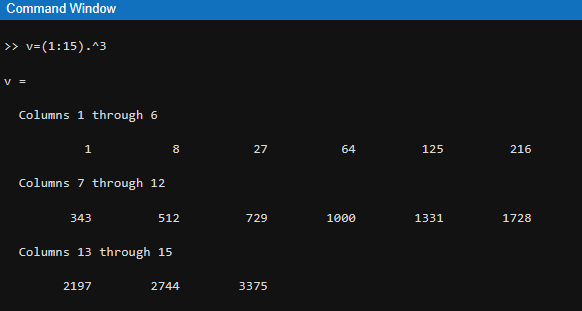 Command Window
>> v=(1:15).^3
v =
Columns 1 through 6
1 8 27 64 125 216
Columns 7 through 12
343 512 729 1000 1331 1728
Columns 13 through 15
2197 2744 3375